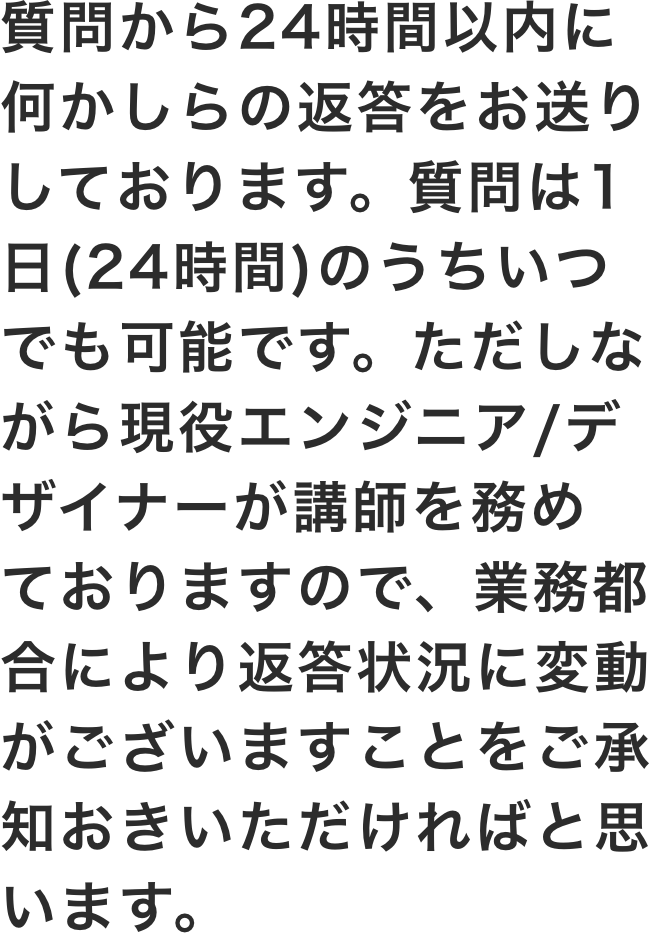 質問から24時間以内に
何かしらの返答をお送り
しております。質問は1
日(24時間)のうちいつ
でも可能です。ただしな
がら現役エンジニア/デ
ザイナーが講師を務め
ておりますので、業務都
合により返答状況に変動
がございますことをご承
知おきいただければと思
います。